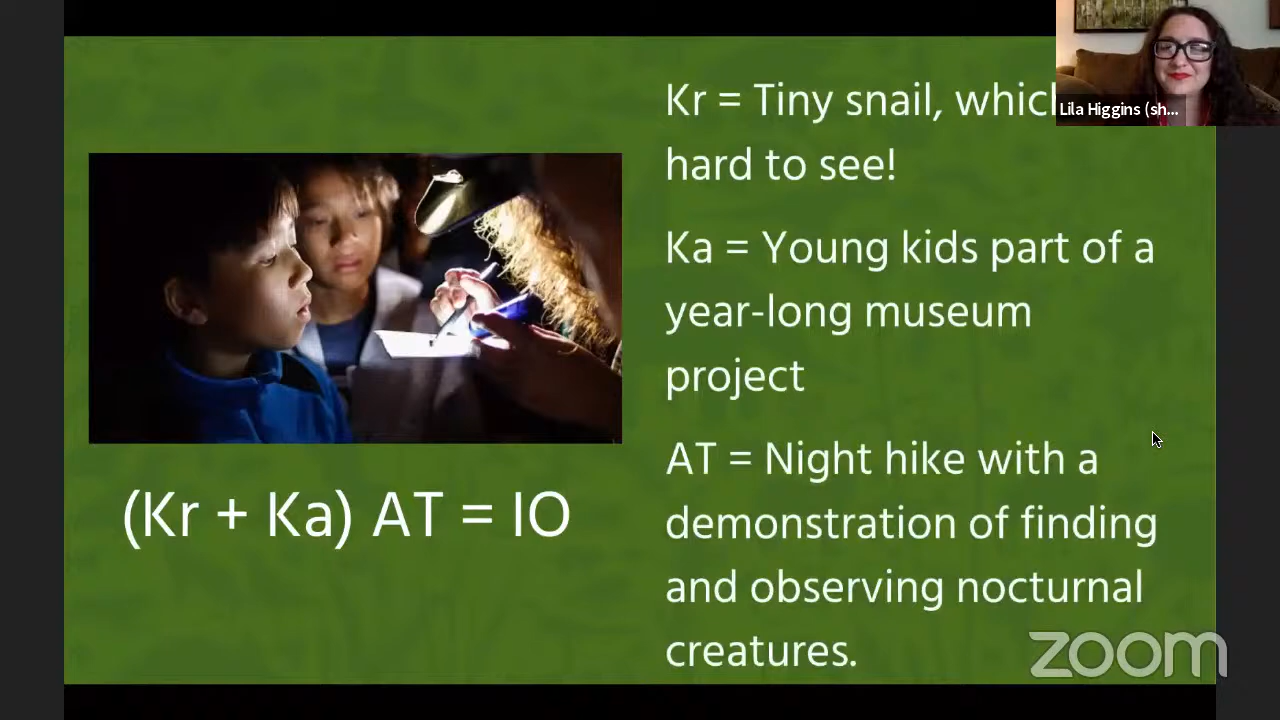 Kr = Tiny snail, which
hard to see!
Ka = Young kids part of a
year-long museum
project
AT = Night hike with a
demonstration of finding
and observing nocturnal
creatures.
(Kr + Ka) AT = IO
Lila Higgins (sh...
zoom